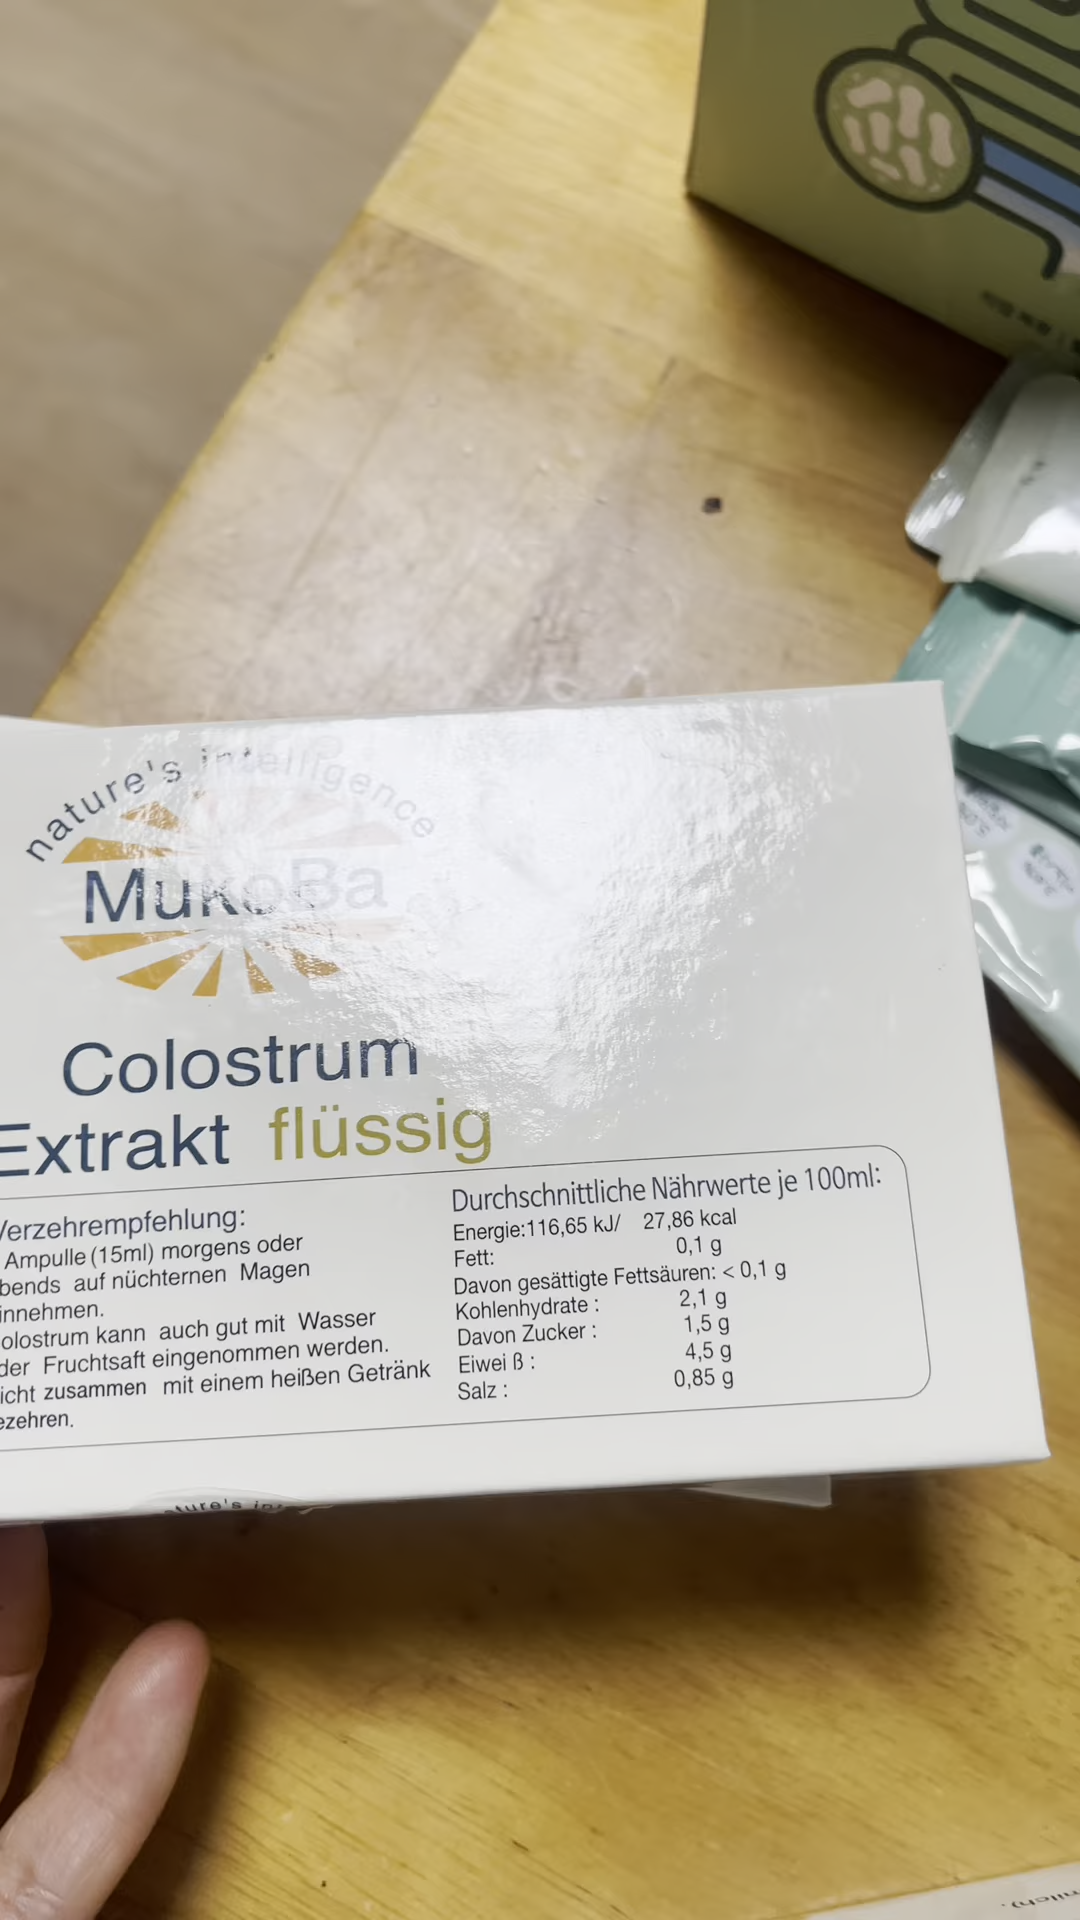 nature's intelligence
MukoBa
Colostrum
Extrakt flüssig
Verzehrempfehlung:
Ampulle (15ml) morgens oder
bends auf nüchternen Magen
innehmen.
olostrum kann auch gut mit Wasser
der Fruchtsaft eingenommen werden.
icht zusammen mit einem heißen Getränk
ezehren.
Durchschnittliche Nährwerte je 100ml:
Energie:116,65 kJ/ 27,86 kcal
Fett: 0,1 g
Davon gesättigte Fettsäuren: < 0,1 g
Kohlenhydrate : 2,1 g
Davon Zucker : 1,5 g
Eiwei ß : 4,5 g
Salz : 0,85 g